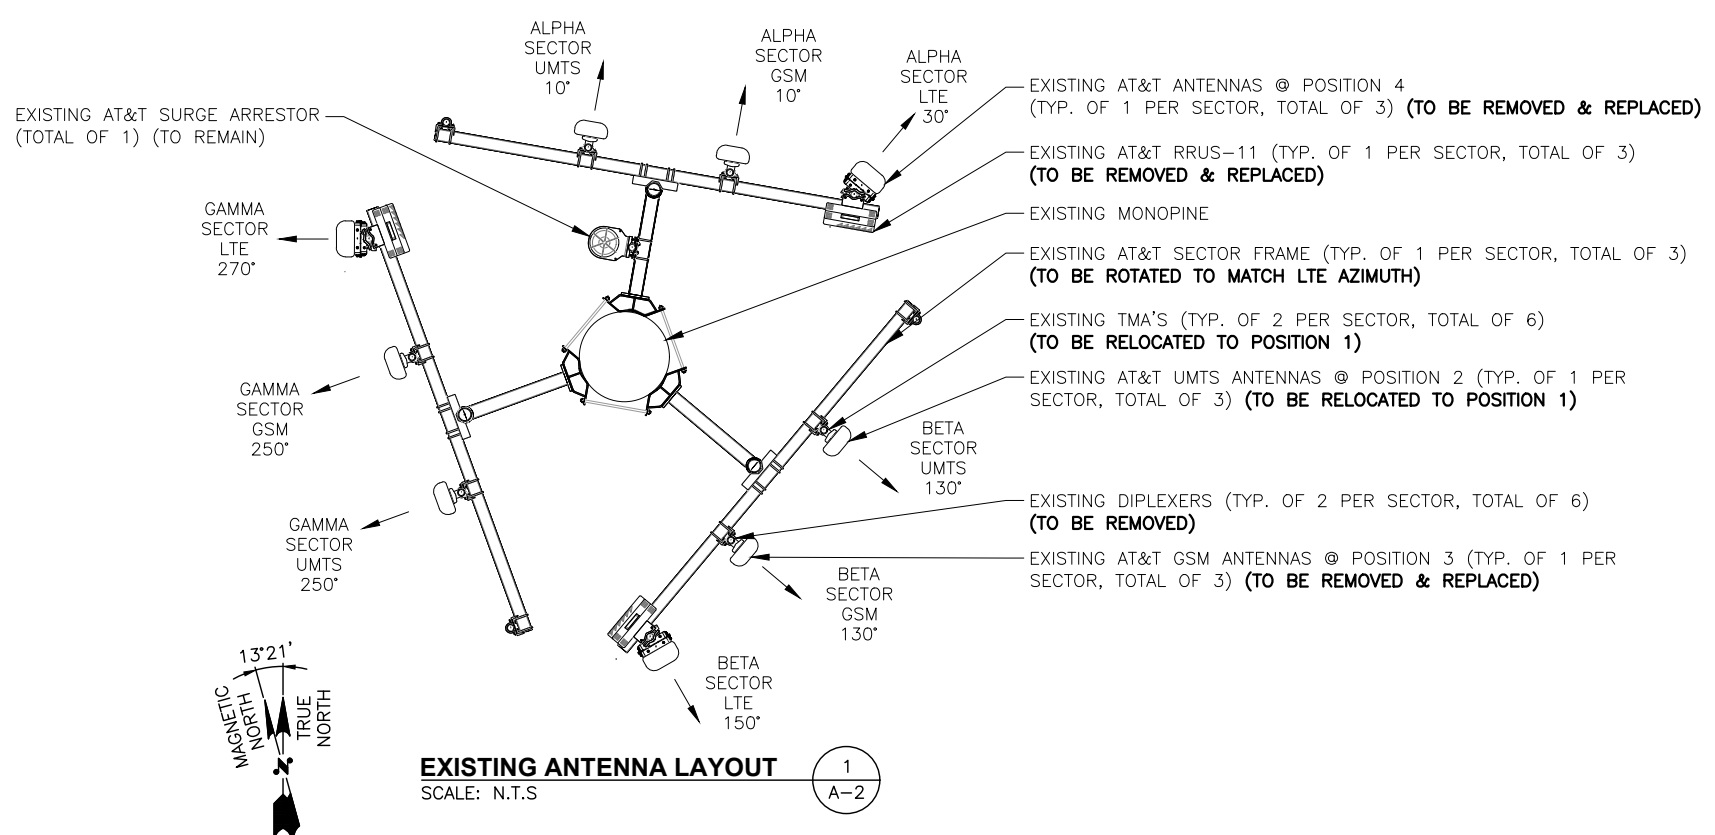 ALPHA
SECTOR
UMTS
10°
ALPHA
SECTOR
GSM
10°
ALPHA
SECTOR
LTE
30°
EXISTING AT&T SURGE ARRESTOR
(TOTAL OF 1) (TO REMAIN)
EXISTING AT&T ANTENNAS @ POSITION 4
(TYP. OF 1 PER SECTOR, TOTAL OF 3) (TO BE REMOVED & REPLACED)
EXISTING AT&T RRUS-11 (TYP. OF 1 PER SECTOR, TOTAL OF 3)
(TO BE REMOVED & REPLACED)
EXISTING MONOPINE
EXISTING AT&T SECTOR FRAME (TYP. OF 1 PER SECTOR, TOTAL OF 3)
(TO BE ROTATED TO MATCH LTE AZIMUTH)
EXISTING TMA'S (TYP. OF 2 PER SECTOR, TOTAL OF 6)
(TO BE RELOCATED TO POSITION 1)
EXISTING AT&T UMTS ANTENNAS @ POSITION 2 (TYP. OF 1 PER
SECTOR, TOTAL OF 3) (TO BE RELOCATED TO POSITION 1)
EXISTING DIPLEXERS (TYP. OF 2 PER SECTOR, TOTAL OF 6)
(TO BE REMOVED)
EXISTING AT&T GSM ANTENNAS @ POSITION 3 (TYP. OF 1 PER
SECTOR, TOTAL OF 3) (TO BE REMOVED & REPLACED)
GAMMA
SECTOR
LTE
270°
GAMMA
SECTOR
GSM
250°
GAMMA
SECTOR
UMTS
250°
BETA
SECTOR
UMTS
130°
BETA
SECTOR
GSM
130°
BETA
SECTOR
LTE
150°
13°21'
MAGNETIC
NORTH
TRUE
NORTH
N
EXISTING ANTENNA LAYOUT
SCALE: N.T.S
1
A-2